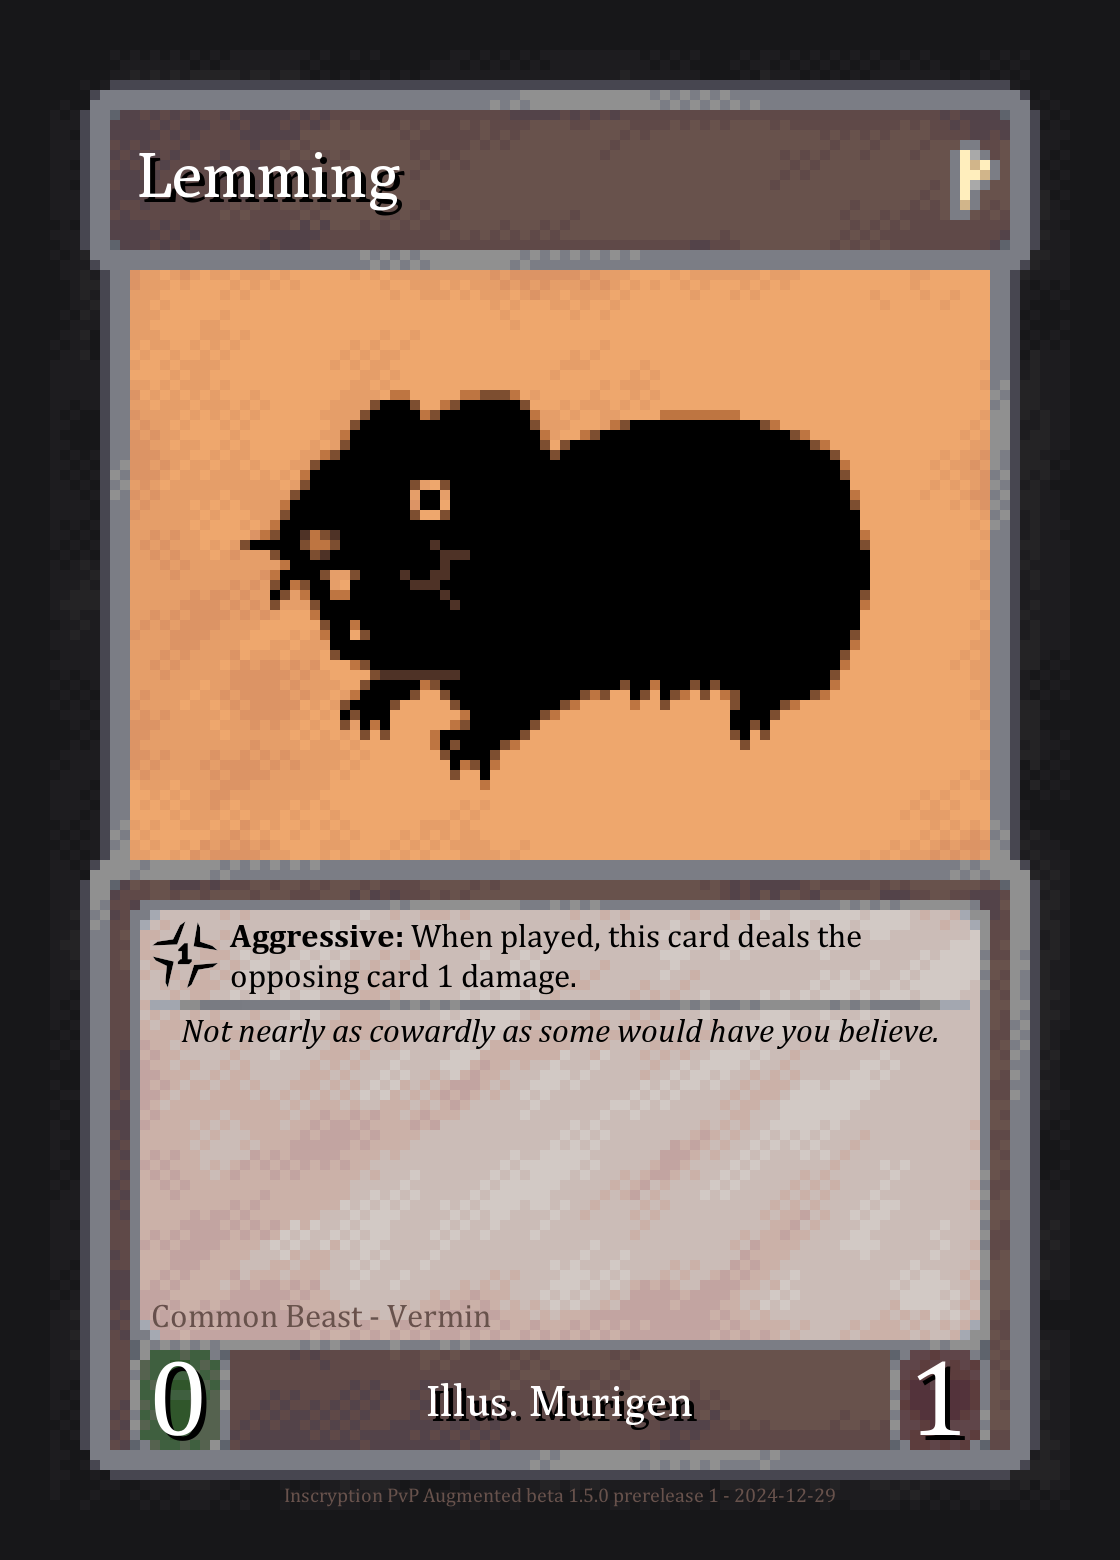 Lemming
1
Aggressive: When played, this card deals the
opposing card 1 damage.
Not nearly as cowardly as some would have you believe.
Common Beast - Vermin
0
Illus. Murigen
1
Inscryption PvP Augmented beta 1.5.0 prerelease 1 - 2024-12-29